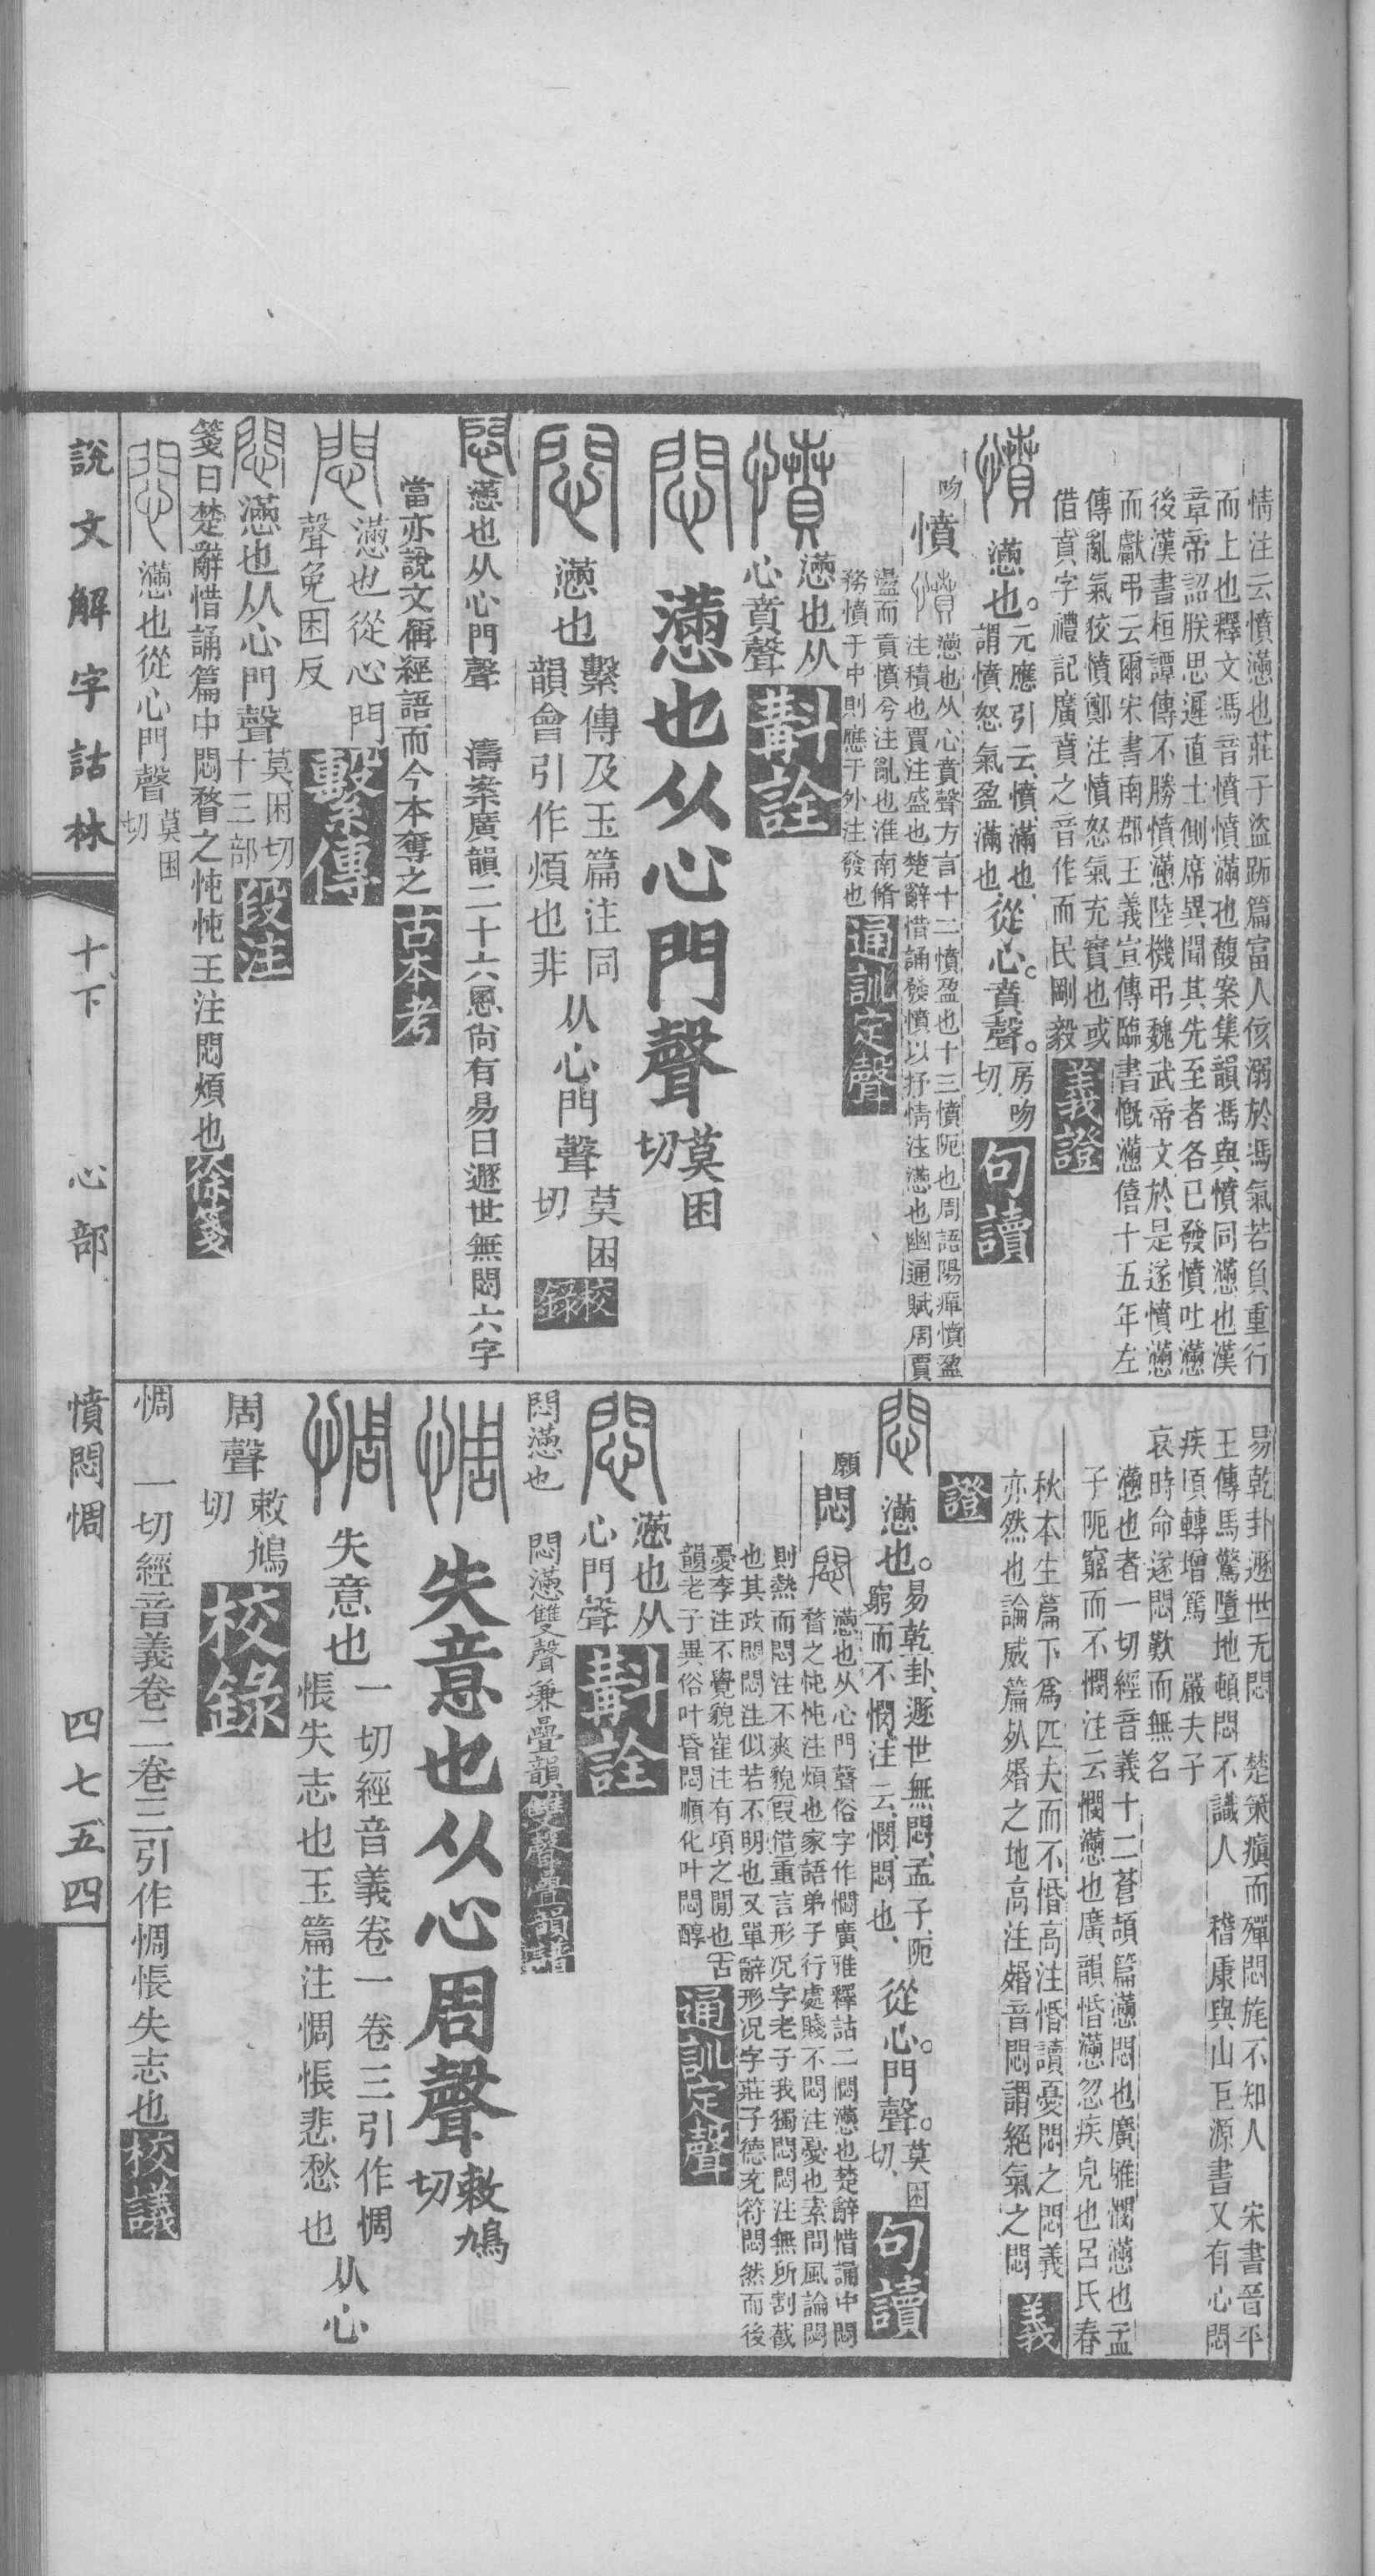 情注云憤懣也莊子盜跖篇富人侅溺於馮氣若負重行
而上也釋文馮音憤憤滿也馥案集韻馮與憤同懣也漢
章帝詔朕思遲直士側席異聞其先至者各已發憤吐懣
後漢書桓譚傳不勝憤懣陸機弔魏武帝文於是遂憤懣
而獻弔云爾宋書南郡王義宣傳臨書慨懣僖十五年左
傳亂氣狡憤鄭注憤怒氣充實也或
借賁字禮記廣賁之音作而民剛毅 義證
憤 懣也。元應引云憤滿也
謂憤怒氣盈滿也從心。賁聲。房吻
切 句讀
吻 憤 憤 懣也从心賁聲方言十二憤盈也十三憤阨也周語陽癉憤盈
注積也賈注盛也楚辭惜誦發憤以抒情注懣也幽通賦周賈
盪而貢憤兮注亂也淮南脩
務憤于中則應于外注發也 通訓定聲
憤 懣也从
心賁聲 斠詮
悶 懣也从心門聲 莫困
切
悶 懣也 繫傳及玉篇注同
韻會引作煩也非 从心門聲 莫困
切 校錄
悶 懣也从心門聲 濤案廣韻二十六慁尙有易曰遯世無悶六字
當亦說文偁經語而今本奪之 古本考
悶 懣也從心門
聲免困反 繫傳
悶 懣也从心門聲 莫困切
十三部 段注
箋曰楚辭惜誦篇中悶瞀之忳忳王注悶煩也 徐箋
悶 懣也從心門聲 莫困
切
易乾卦遯世无悶 楚策瘨而殫悶旄不知人 宋書晉平
王傳馬驚墮地頓悶不識人 稽康與山巨源書又有心悶
疾頃轉增篤 嚴夫子
哀時命遂悶歎而無名
懣也者一切經音義十二蒼頡篇懣悶也廣雅憫懣也孟
子阨窮而不憫注云憫懣也廣韻惛懣忽疾皃也呂氏春
秋本生篇下爲匹夫而不惛高注惛讀憂悶之悶義
亦然也論威篇夙婚之地高注婚音悶謂絕氣之悶 義
證
悶 懣也。易乾卦、遯世無悶、孟子、阨
窮而不憫、注云、憫、悶也、從心。門聲。莫困
切、 句讀
願 悶 悶 懣也从心門聲俗字作憪廣雅釋詁二悶懣也楚辭惜誦中悶
瞀之忳忳注煩也家語弟子行處賤不悶注憂也素問風論閟
則熱而悶注不爽貌〔假借〕重言形況字老子我獨悶悶注無所割截
也其政悶悶注似若不明也又單辭形況字莊子德充符悶然而後
憂李注不覺貌崔注有項之閒也〔古
韻〕老子異俗叶昏悶順化叶悶醇 通訓定聲
悶 懣也从
心門聲 斠詮
悶懣也 悶懣雙聲兼疊韻 雙聲疊韻譜
惆 失意也从心周聲 敕鳩
切
惆 失意也 一切經音義卷一卷三引作惆
悵失志也玉篇注惆悵悲愁也 从心
周聲 敕鳩
切 校錄
惆 一切經音義卷二卷三引作惆悵失志也 校議
說文解字詁林 十下 心部 憤悶惆 四七五四